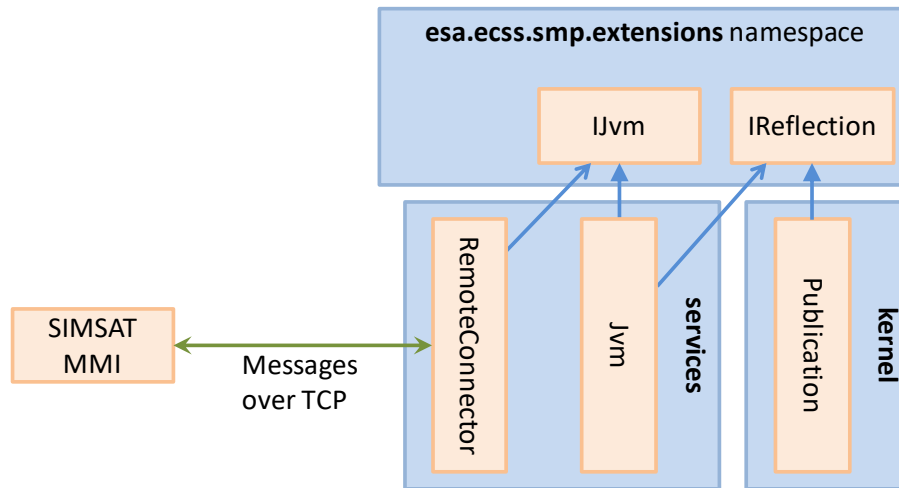 esa.ecss.smp.extensions namespace
IJvm
IReflection
RemoteConnector
Jvm
services
Publication
kernel
SIMSAT
MMI
Messages
over TCP